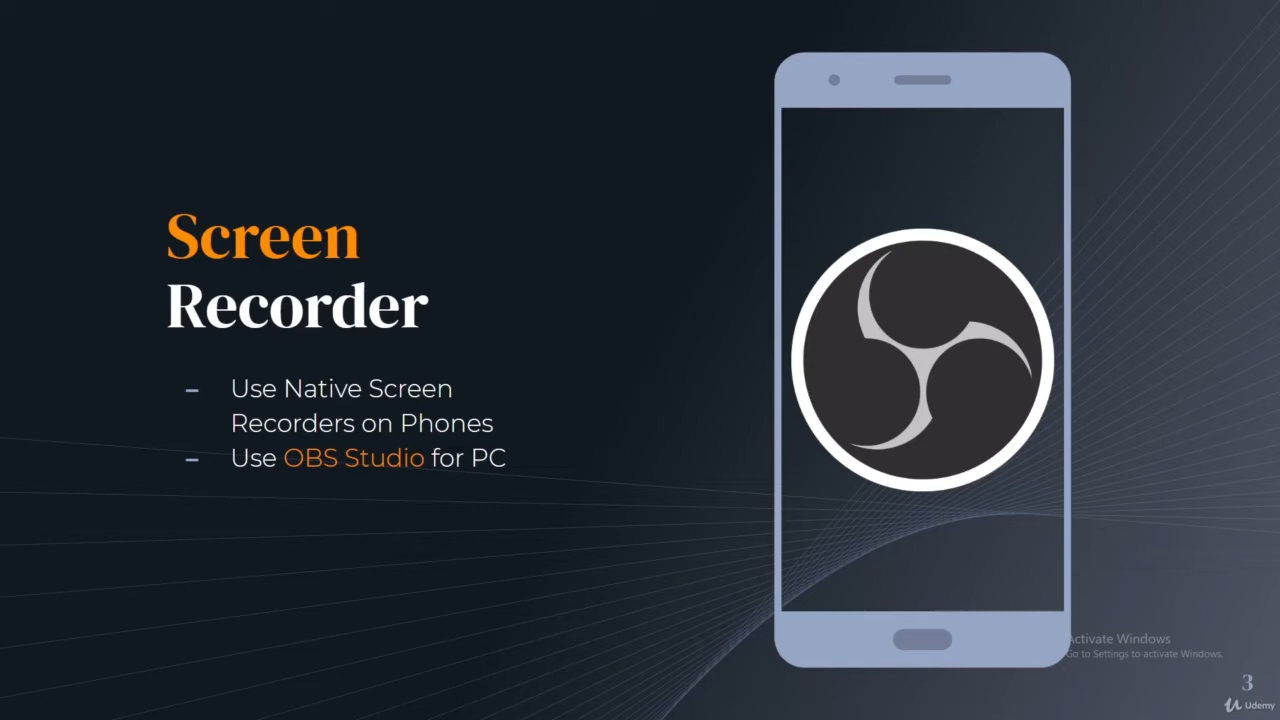 Screen
Recorder
– Use Native Screen
Recorders on Phones
– Use OBS Studio for PC
Activate Windows
Go to Settings to activate Windows.
3
Udemy